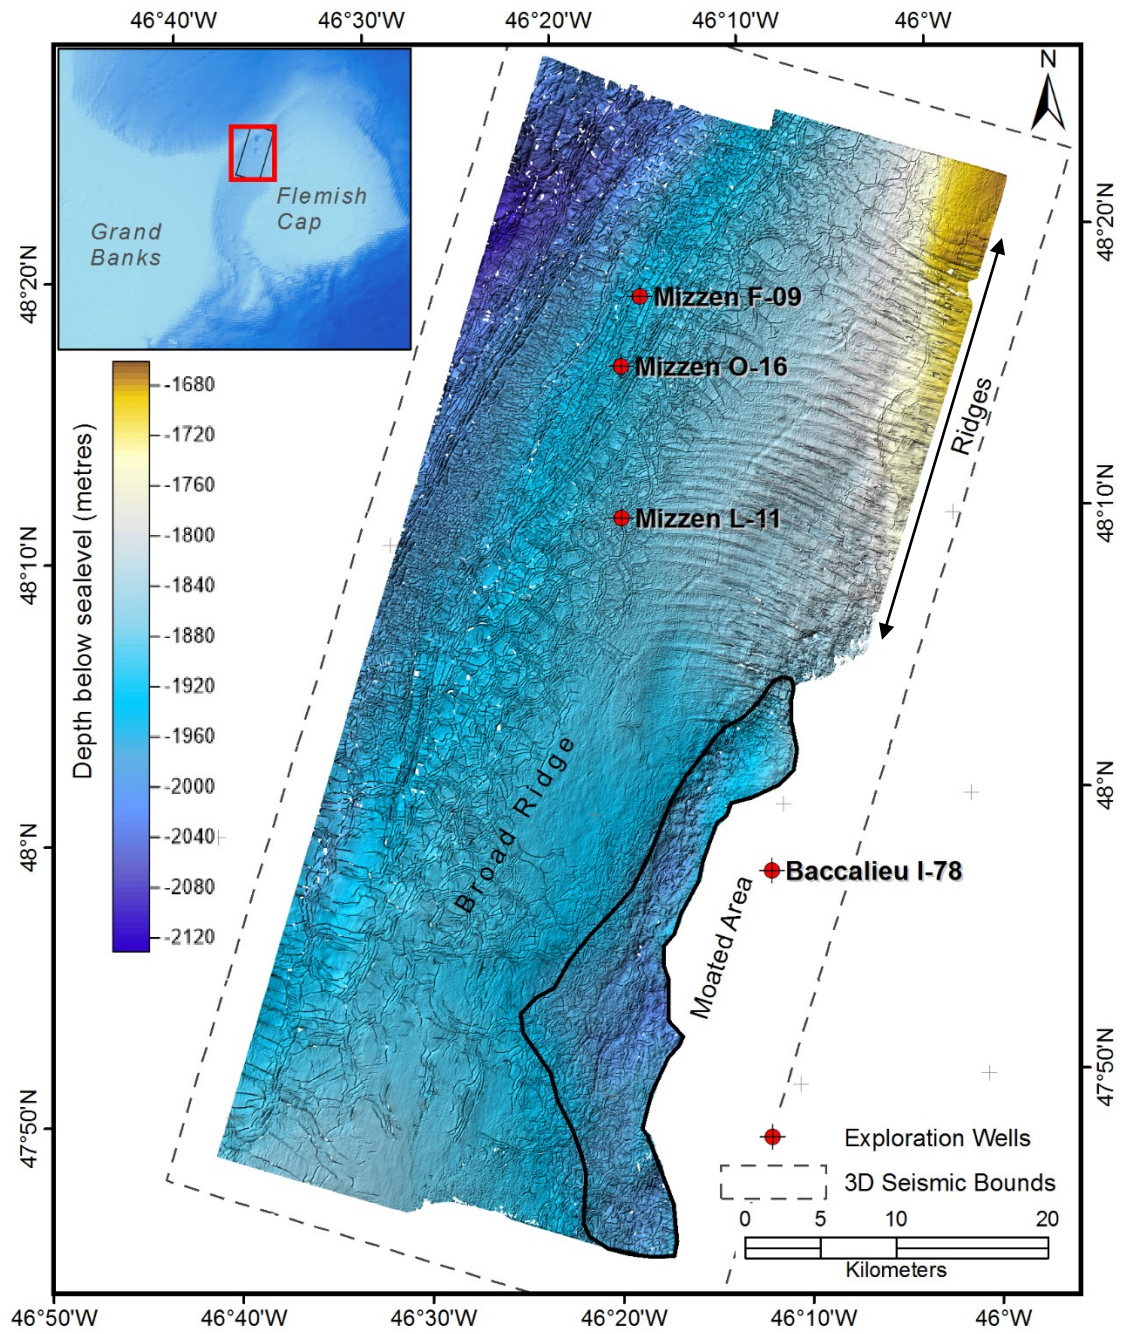 46°40'W
46°30'W
46°20'W
46°10'W
46°W
N
Grand
Banks
Flemish
Cap
48°20'N
48°10'N
48°N
47°50'N
48°20'N
48°10'N
48°N
47°50'N
Depth below sealevel (metres)
-1680
-1720
-1760
-1800
-1840
-1880
-1920
-1960
-2000
-2040
-2080
-2120
Mizzen F-09
Mizzen O-16
Mizzen L-11
Ridges
Broad Ridge
Baccalieu I-78
Moated Area
Exploration Wells
3D Seismic Bounds
0 5 10 20
Kilometers
46°50'W
46°40'W
46°30'W
46°20'W
46°10'W
46°0'W